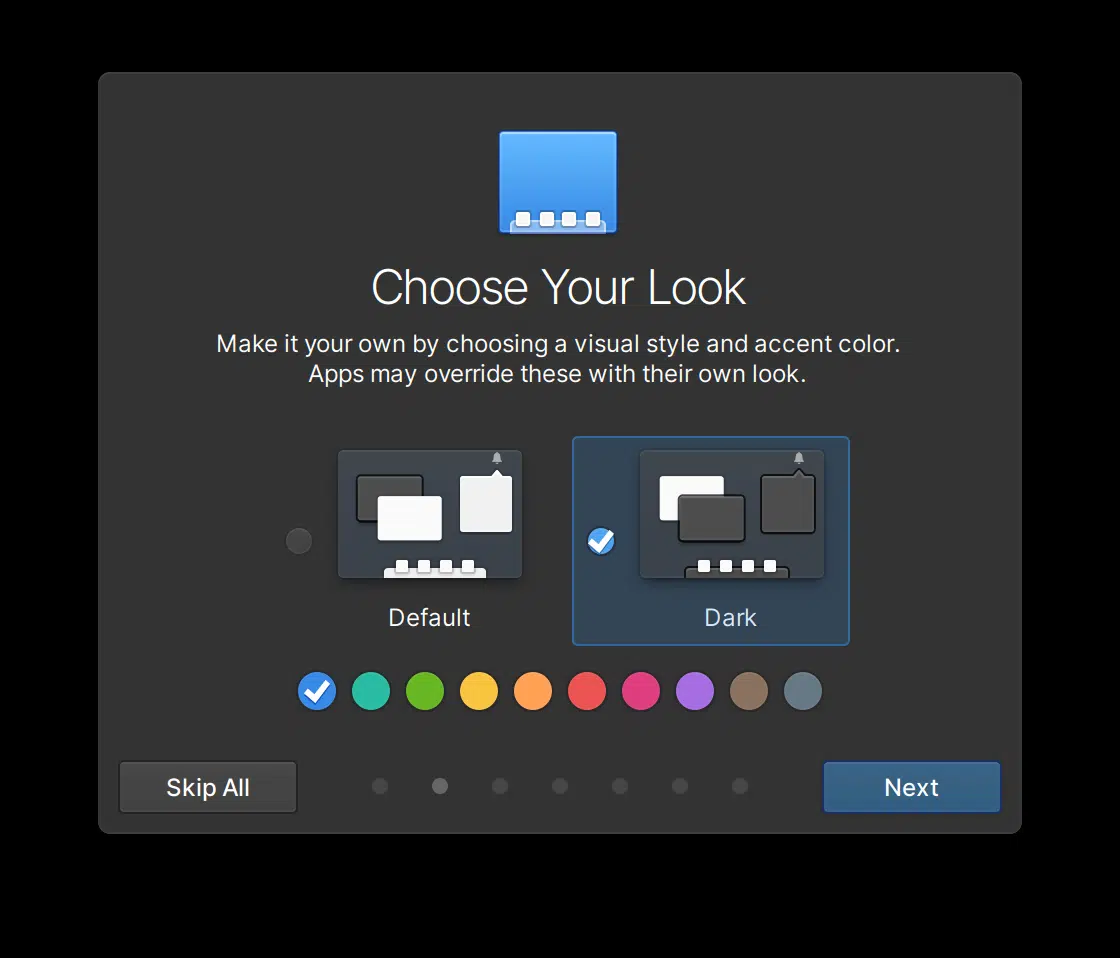 Choose Your Look
Make it your own by choosing a visual style and accent color.
Apps may override these with their own look.
Default
Dark
Skip All
Next